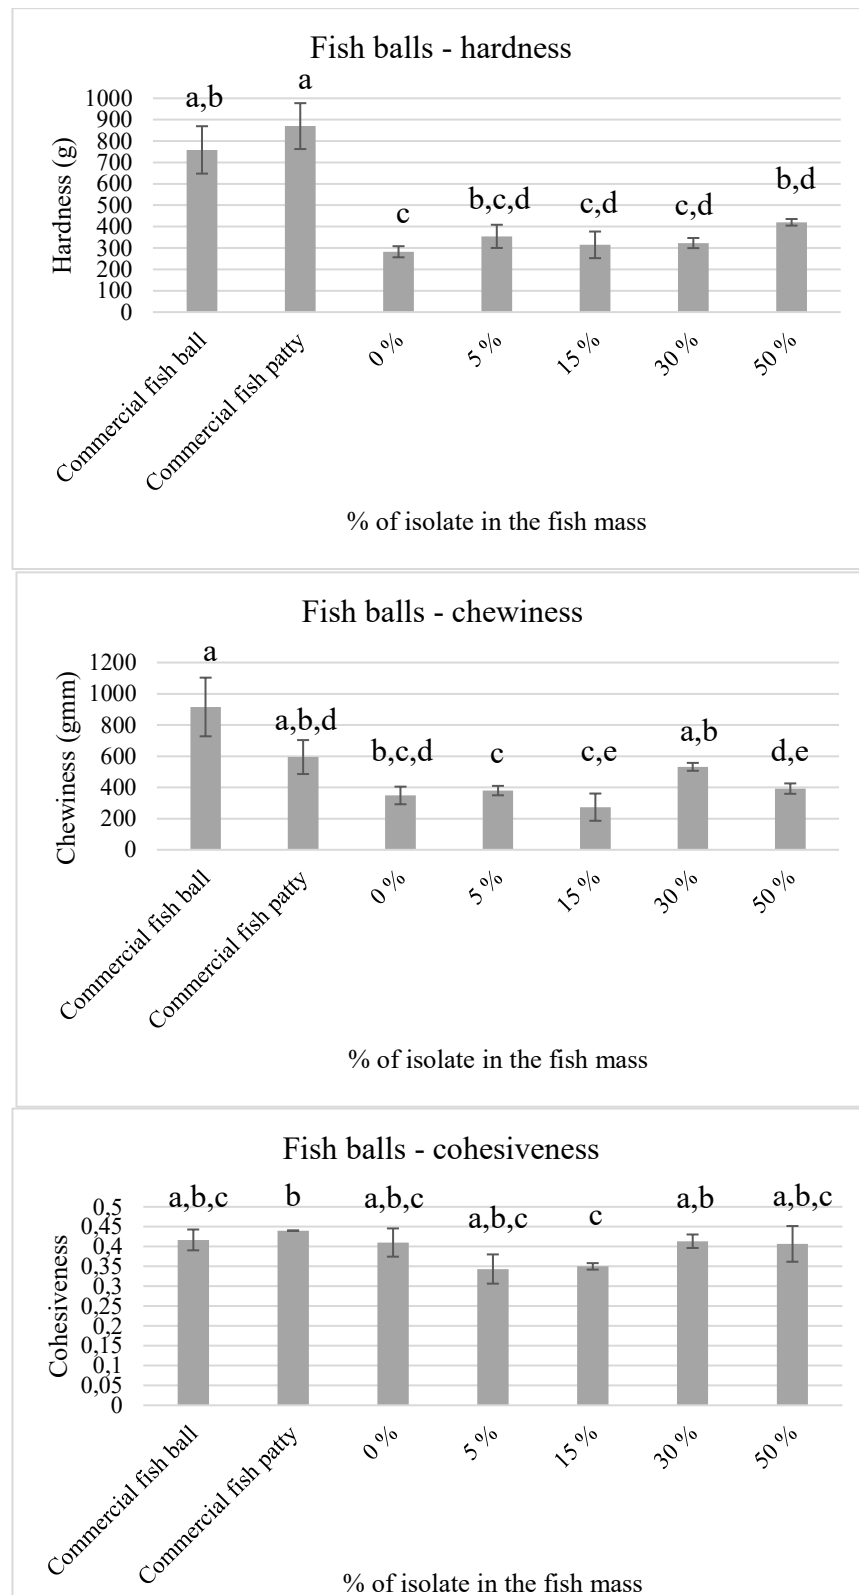 Fish balls - hardness
a,b
a
c
b,c,d
c,d
c,d
b,d
Hardness (g)
1000
900
800
700
600
500
400
300
200
100
0
Commercial fish ball
Commercial fish patty
0 %
5 %
15 %
30 %
50 %
% of isolate in the fish mass
Fish balls - chewiness
a
a,b,d
b,c,d
c
c,e
a,b
d,e
Chewiness (gmm)
1200
1000
800
600
400
200
0
Commercial fish ball
Commercial fish patty
0 %
5 %
15 %
30 %
50 %
% of isolate in the fish mass
Fish balls - cohesiveness
a,b,c
b
a,b,c
a,b,c
c
a,b
a,b,c
Cohesiveness
0,5
0,45
0,4
0,35
0,3
0,25
0,2
0,15
0,1
0,05
0
Commercial fish ball
Commercial fish patty
0 %
5 %
15 %
30 %
50 %
% of isolate in the fish mass